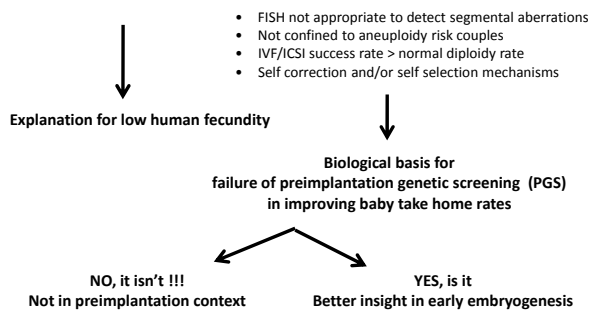 • FISH not appropriate to detect segmental aberrations
• Not confined to aneuploidy risk couples
• IVF/ICSI success rate > normal diploidy rate
• Self correction and/or self selection mechanisms
Explanation for low human fecundity
Biological basis for
failure of preimplantation genetic screening (PGS)
in improving baby take home rates
NO, it isn't !!!
Not in preimplantation context
YES, is it
Better insight in early embryogenesis